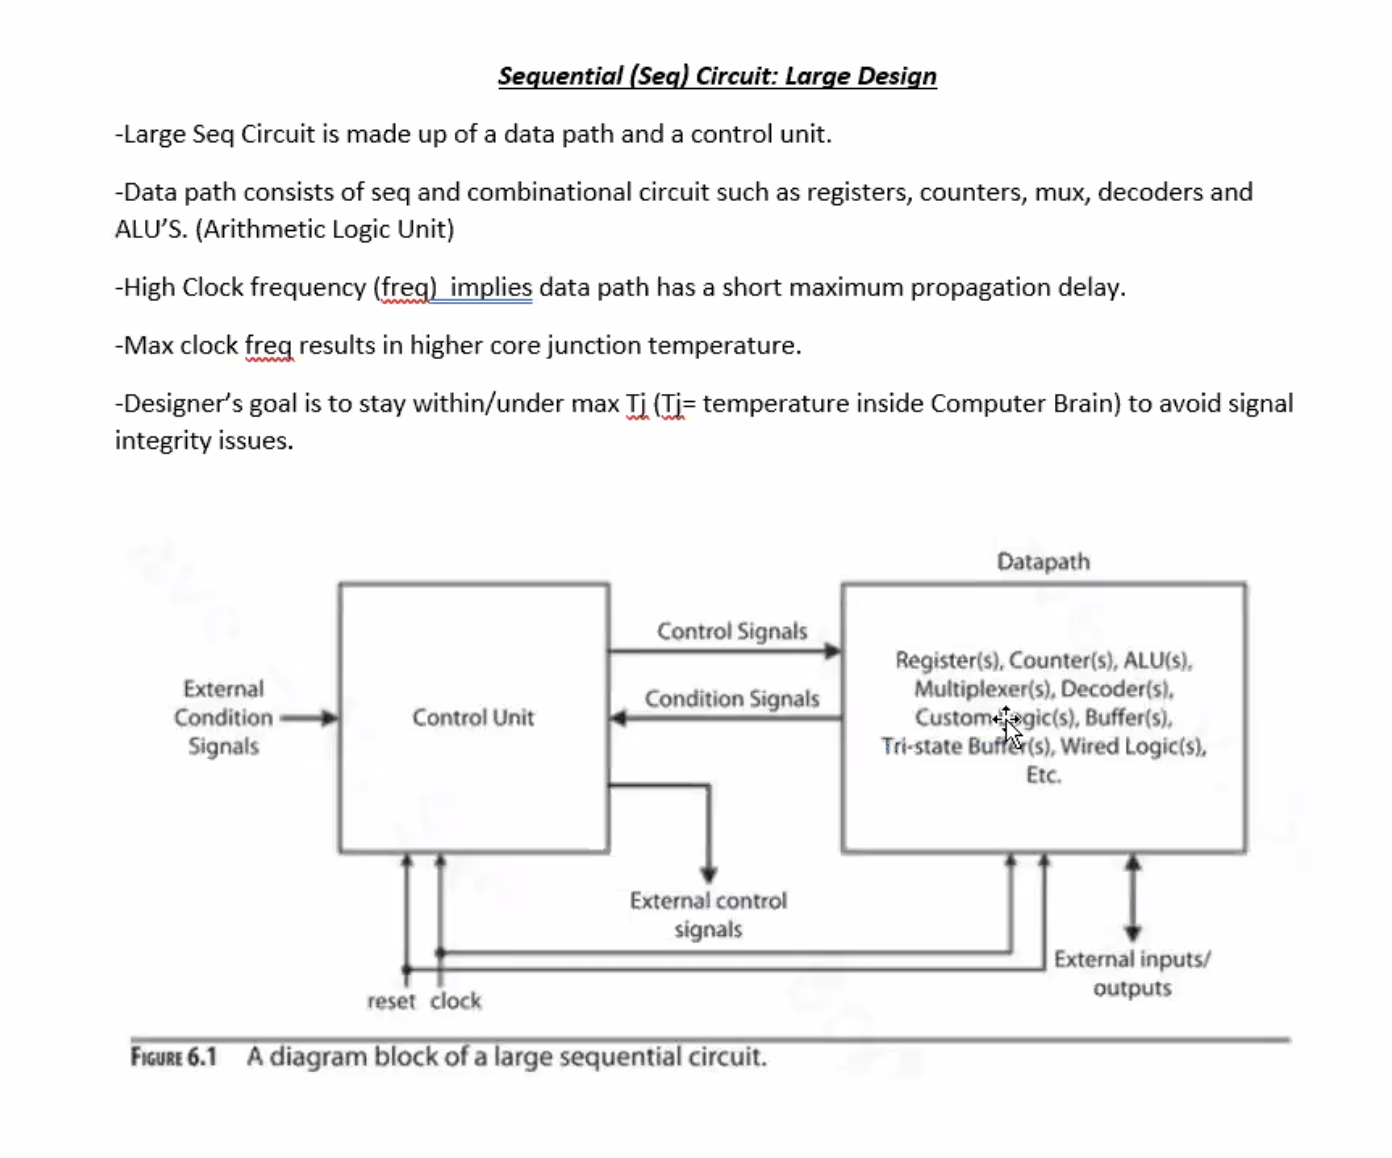 Sequential (Seq) Circuit: Large Design
-Large Seq Circuit is made up of a data path and a control unit.
-Data path consists of seq and combinational circuit such as registers, counters, mux, decoders and
ALU’S. (Arithmetic Logic Unit)
-High Clock frequency (freq)  implies data path has a short maximum propagation delay.
-Max clock freq results in higher core junction temperature.
-Designer’s goal is to stay within/under max Tj (Tj= temperature inside Computer Brain) to avoid signal
integrity issues.
Datapath
Control Signals
Register(s), Counter(s), ALU(s),
Multiplexer(s), Decoder(s),
Buffer(s),
Tri-state Buffer(s), Wired Logic(s),
Etc.
External
Condition
Signals
Control Unit
Condition Signals
External control
signals
External inputs/
outputs
reset clock
FIGURE 6.1 A diagram block of a large sequential circuit.